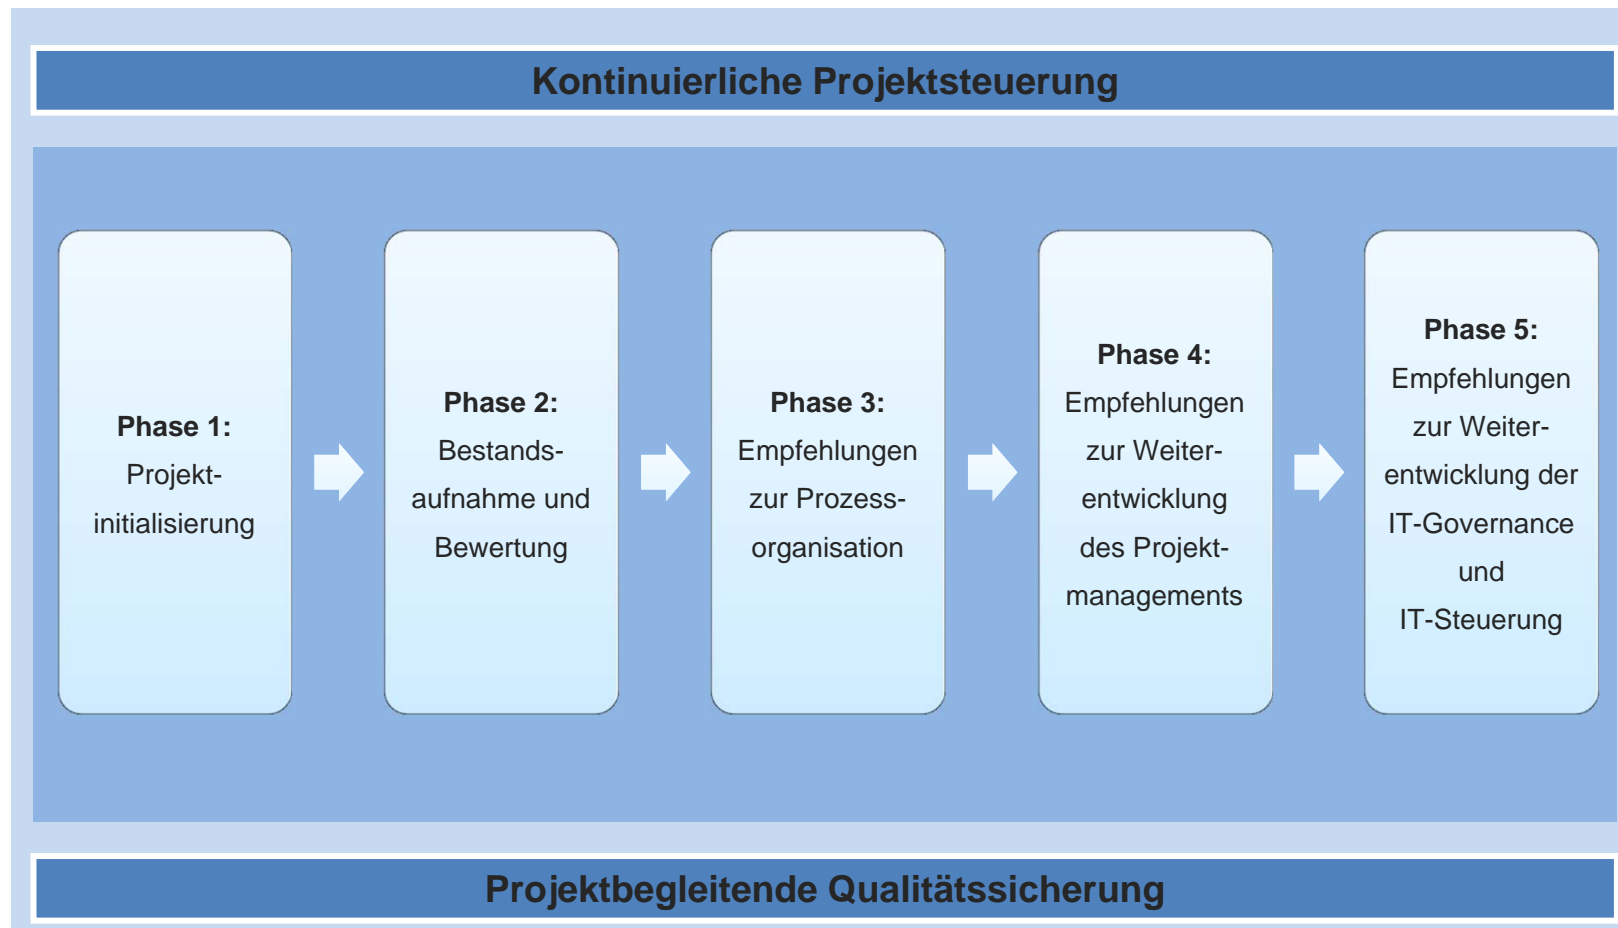 Kontinuierliche Projektsteuerung
Phase 1:
Projekt-
initialisierung
Phase 2:
Bestands-
aufnahme und
Bewertung
Phase 3:
Empfehlungen
zur Prozess-
organisation
Phase 4:
Empfehlungen
zur Weiter-
entwicklung
des Projekt-
managements
Phase 5:
Empfehlungen
zur Weiter-
entwicklung der
IT-Governance
und
IT-Steuerung
Projektbegleitende Qualitätssicherung